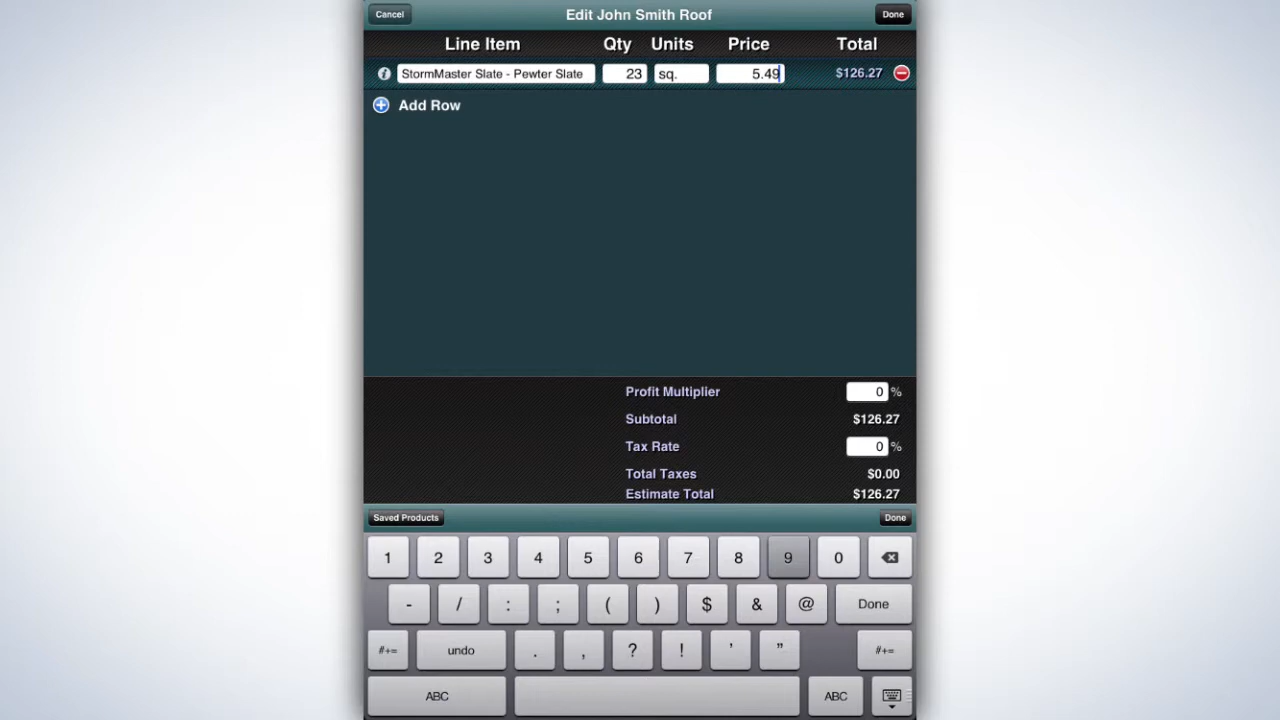 Cancel Edit John Smith Roof Done
Line Item Qty Units Price Total
StormMaster Slate - Pewter Slate 23 sq. 5.49 $126.27
Add Row
Profit Multiplier 0 %
Subtotal $126.27
Tax Rate 0 %
Total Taxes $0.00
Estimate Total $126.27
Saved Products Done
1 2 3 4 5 6 7 8 9 0
- / : ; ( ) $ & @ Done
#+= undo . , ? ! ' " #+=
ABC ABC